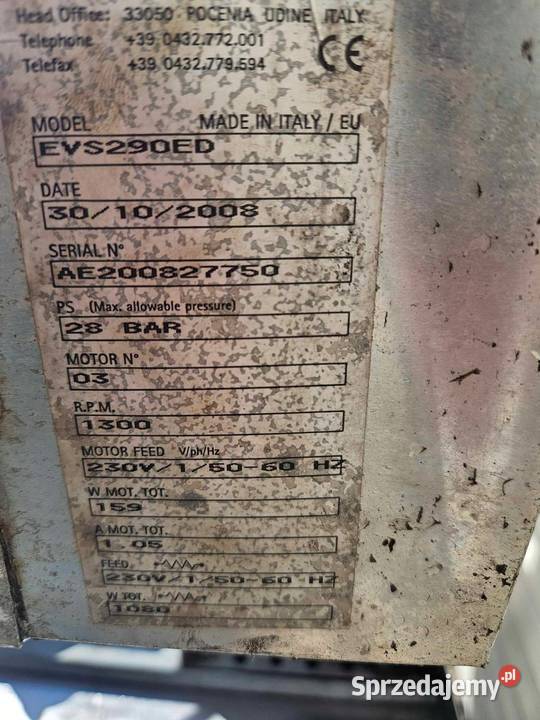 Head Office: 33050 POCENIA UDINE ITALY
Telephone +39 0432.772.001
Telefax +39 0432.779.594
CE
MODEL MADE IN ITALY / EU
EVS290ED
DATE
30/10/2008
SERIAL N°
AE200827750
PS (Max. allowable pressure)
28 BAR
MOTOR N°
03
R.P.M.
1300
MOTOR FEED V/ph/Hz
230V/1/50-60 HZ
W MOT. TOT.
159
A MOT. TOT.
1.05
FEED
230V/1/50-60 HZ
W TOT.
1080
Sprzedajemy.pl